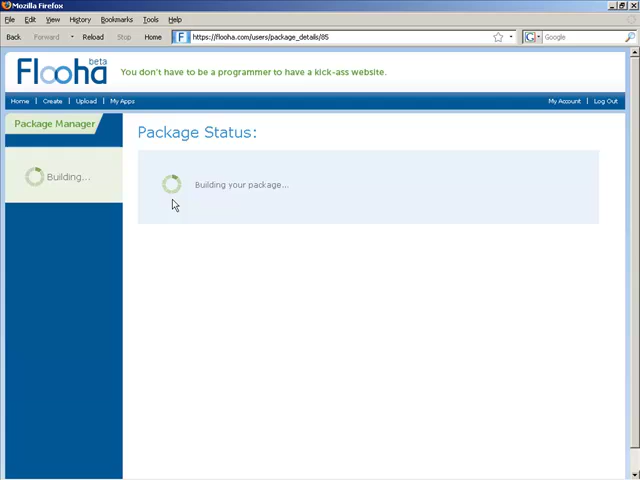 Mozilla Firefox
File Edit View History Bookmarks Tools Help
Back Forward Reload Stop Home F https://flooha.com/users/package_details/85 G Google
Flooha beta
You don't have to be a programmer to have a kick-ass website.
Home | Create | Upload | My Apps My Account | Log Out
Package Manager
Package Status:
Building...
Building your package...